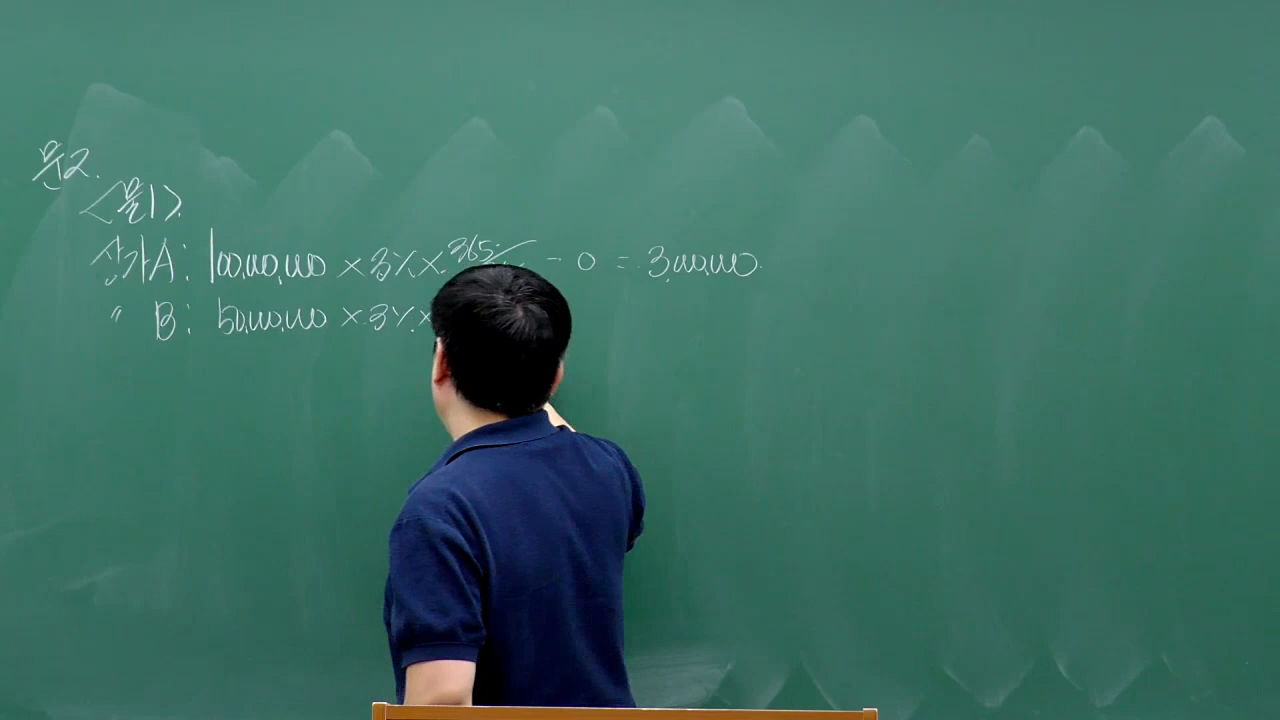 문2.
<물1>
상가A: 100,000,000 × 3% × 365/ - 0 = 3,000,000.
〃 B: 50,000,000 × 3% ×